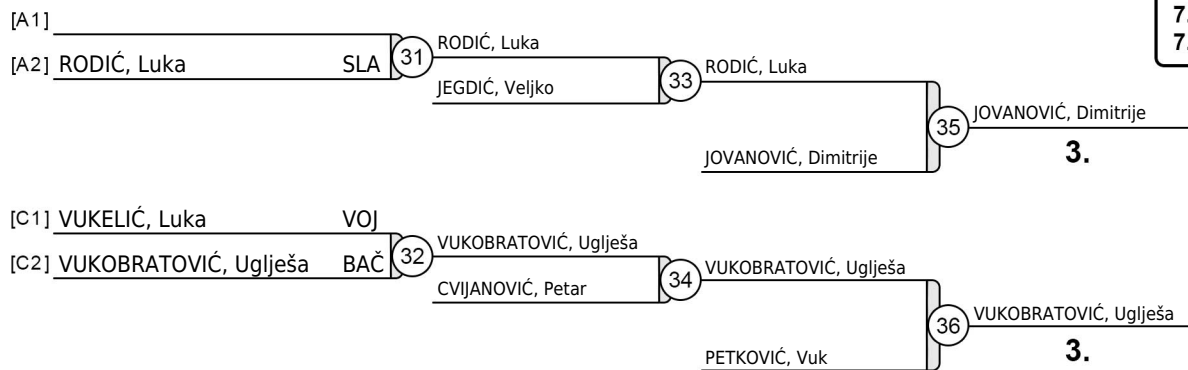 7.
7.
[A1]
[A2] RODIĆ, Luka SLA
31
RODIĆ, Luka
JEGDIĆ, Veljko
33
RODIĆ, Luka
JOVANOVIĆ, Dimitrije
35
JOVANOVIĆ, Dimitrije
3.
[C1] VUKELIĆ, Luka VOJ
[C2] VUKOBRATOVIĆ, Uglješa BAČ
32
VUKOBRATOVIĆ, Uglješa
CVIJANOVIĆ, Petar
34
VUKOBRATOVIĆ, Uglješa
PETKOVIĆ, Vuk
36
VUKOBRATOVIĆ, Uglješa
3.